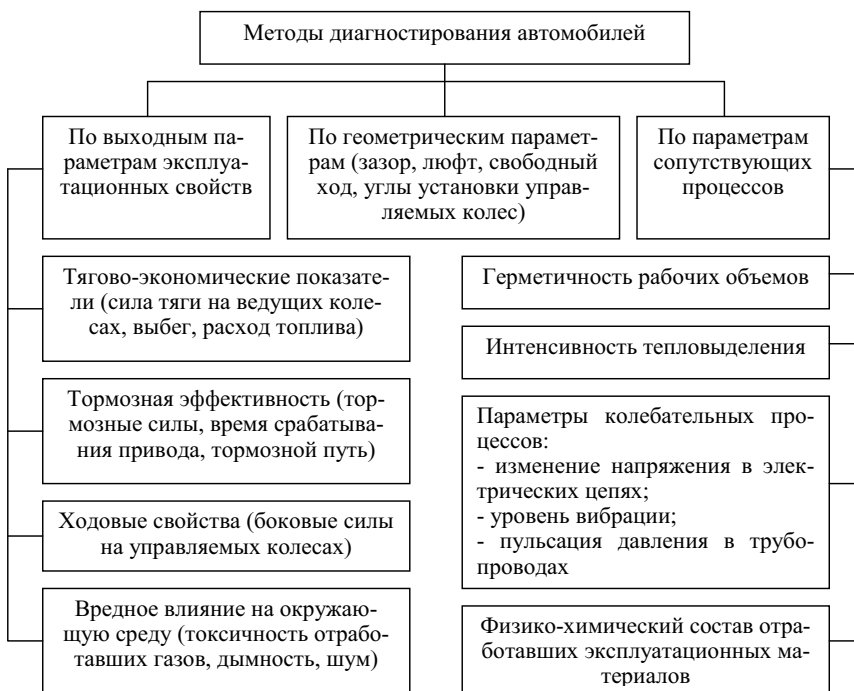 Методы диагностирования автомобилей
По выходным па-
раметрам эксплуа-
тационных свойств
По геометрическим парамет-
рам (зазор, люфт, свободный
ход, углы установки управ-
ляемых колес)
По параметрам
сопутствующих
процессов
Тягово-экономические показате-
ли (сила тяги на ведущих коле-
сах, выбег, расход топлива)
Тормозная эффективность (тор-
мозные силы, время срабатыва-
ния привода, тормозной путь)
Ходовые свойства (боковые силы
на управляемых колесах)
Вредное влияние на окружаю-
щую среду (токсичность отрабо-
тавших газов, дымность, шум)
Герметичность рабочих объемов
Интенсивность тепловыделения
Параметры колебательных про-
цессов:
- изменение напряжения в элек-
трических цепях;
- уровень вибрации;
- пульсация давления в трубо-
проводах
Физико-химический состав отра-
ботавших эксплуатационных ма-
териалов